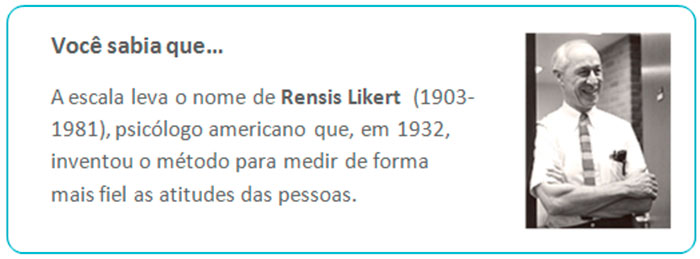 Você sabia que...
A escala leva o nome de Rensis Likert (1903-
1981), psicólogo americano que, em 1932,
inventou o método para medir de forma
mais fiel as atitudes das pessoas.